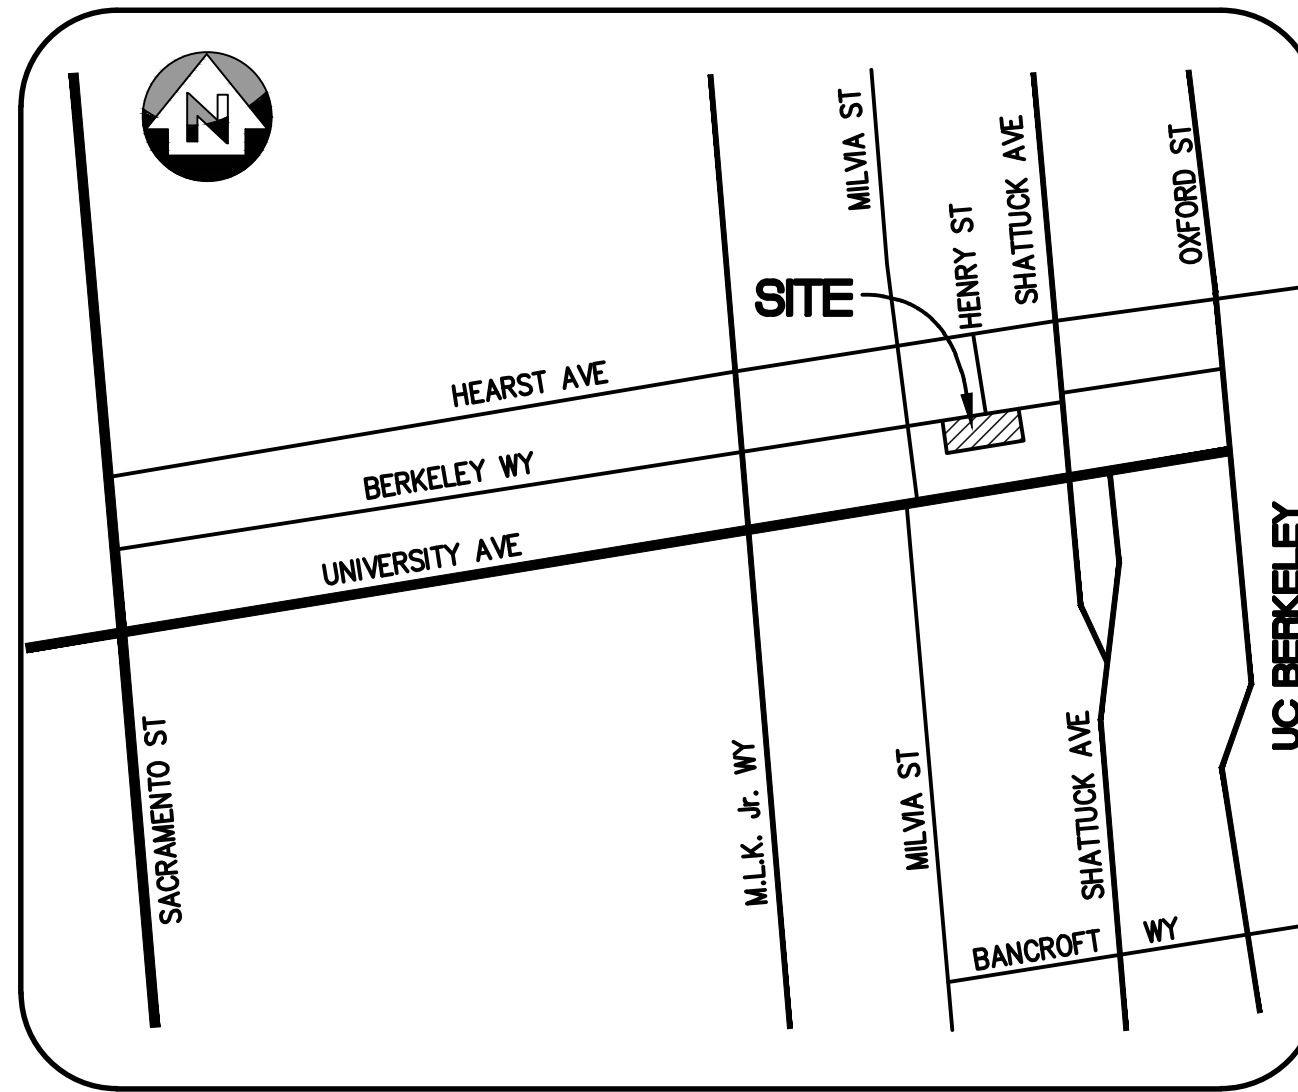 N
MILVIA ST
HENRY ST
SHATTUCK AVE
OXFORD ST
SITE
HEARST AVE
BERKELEY WY
UNIVERSITY AVE
UC BERKELEY
SACRAMENTO ST
M.L.K. Jr. WY
MILVIA ST
SHATTUCK AVE
BANCROFT WY